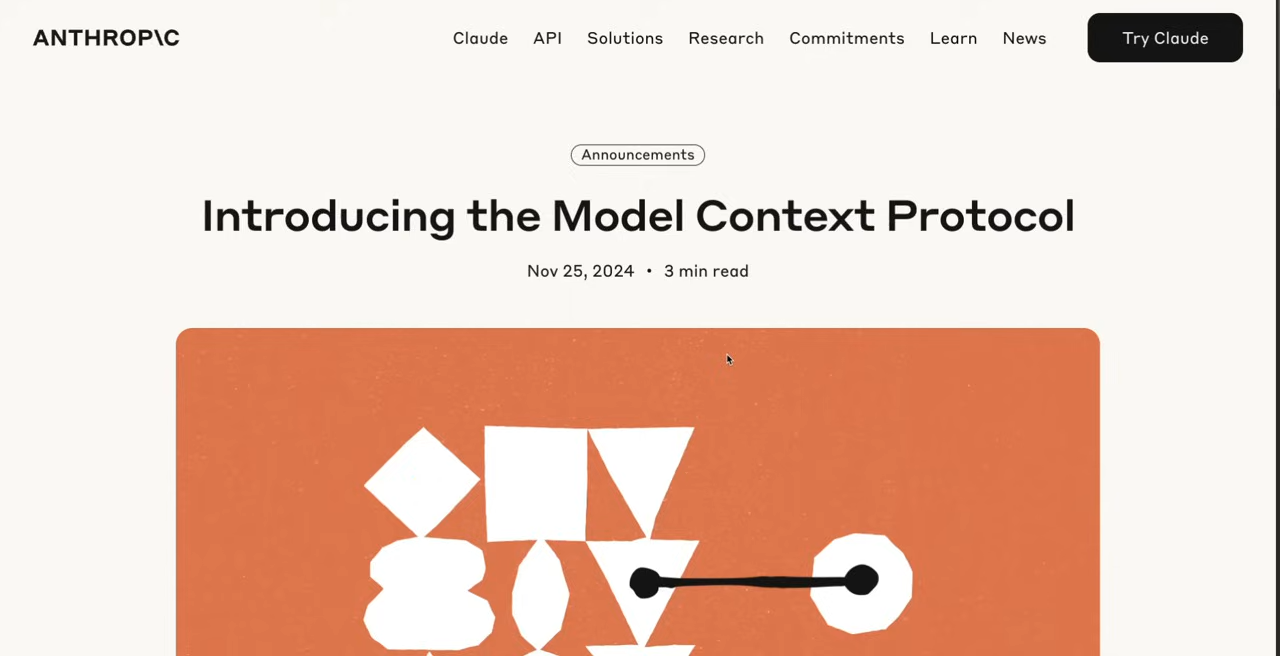 ANTHROP\C
Claude API Solutions Research Commitments Learn News Try Claude
Announcements
Introducing the Model Context Protocol
Nov 25, 2024 • 3 min read